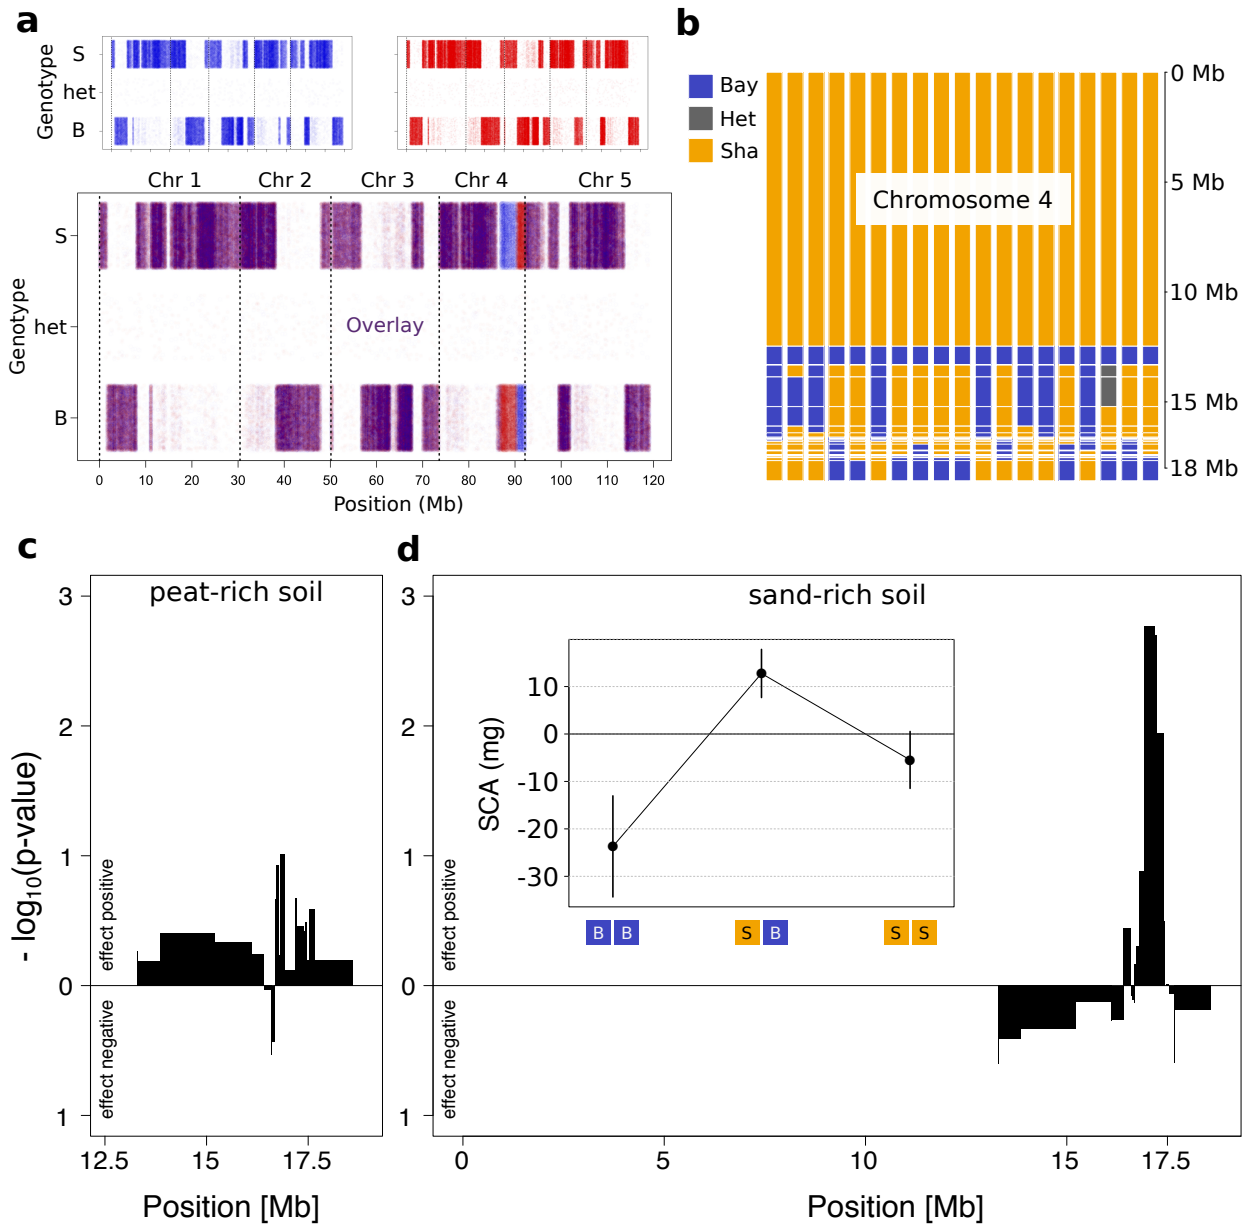 a
Genotype
S
het
B
Chr 1
Chr 2
Chr 3
Chr 4
Chr 5
Genotype
S
het
B
Overlay
0 10 20 30 40 50 60 70 80 90 100 110 120
Position (Mb)
b
Bay
Het
Sha
Chromosome 4
0 Mb
5 Mb
10 Mb
15 Mb
18 Mb
c
peat-rich soil
- log10(p-value)
3
2
1
0
1
effect positive
effect negative
12.5 15 17.5
Position [Mb]
d
sand-rich soil
3
2
1
0
1
effect positive
effect negative
SCA (mg)
10
0
-10
-20
-30
B B
S B
S S
0 5 10 15 17.5
Position [Mb]